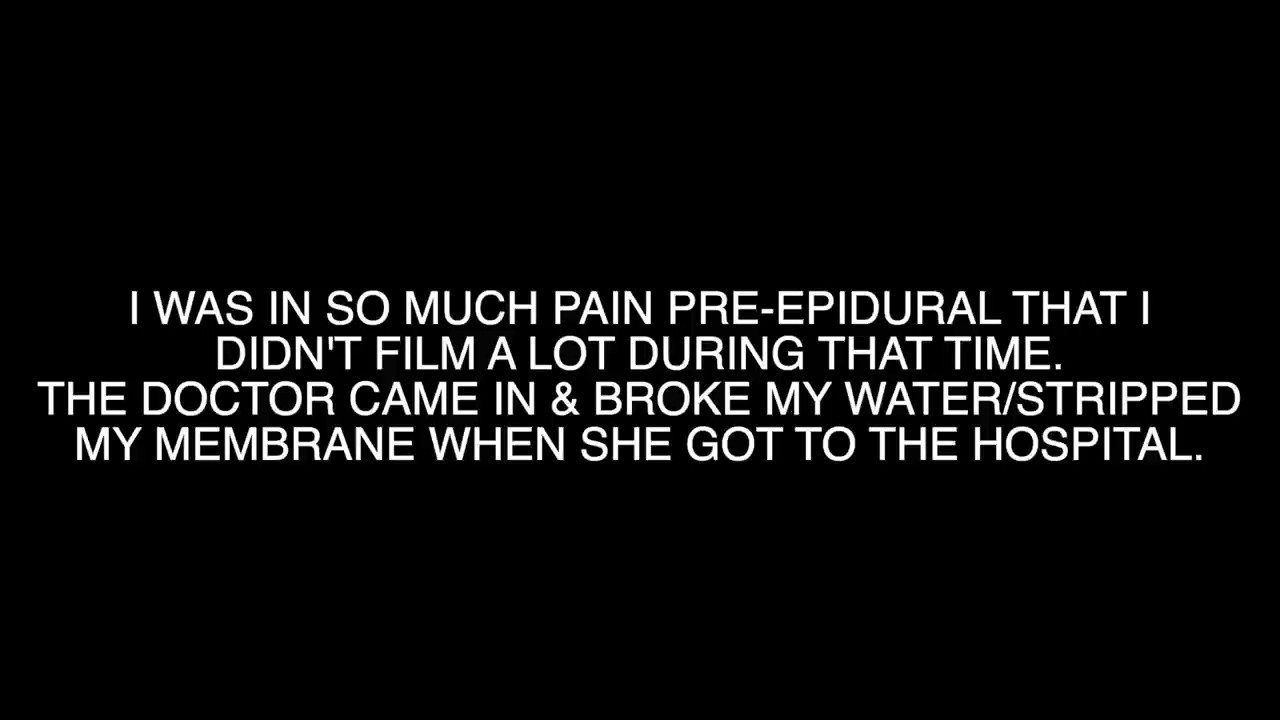 I WAS IN SO MUCH PAIN PRE-EPIDURAL THAT I
DIDN'T FILM A LOT DURING THAT TIME.
THE DOCTOR CAME IN & BROKE MY WATER/STRIPPED
MY MEMBRANE WHEN SHE GOT TO THE HOSPITAL.